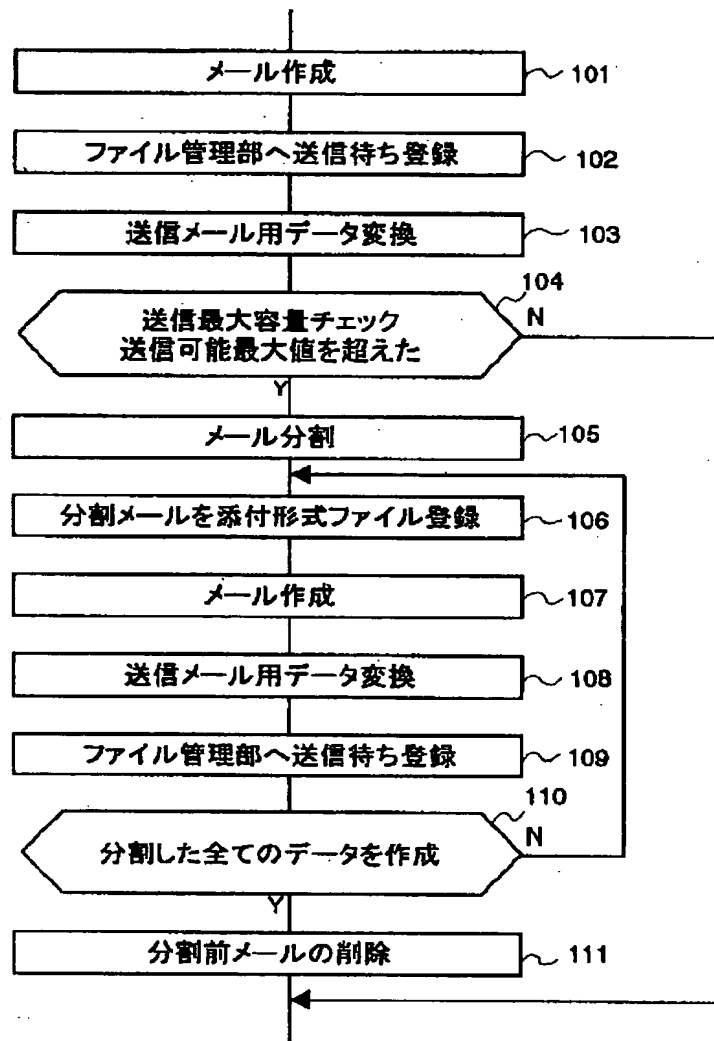 メール作成
101
ファイル管理部へ送信待ち登録
102
送信メール用データ変換
103
104
送信最大容量チェック
送信可能最大値を超えた
N
Y
メール分割
105
分割メールを添付形式ファイル登録
106
メール作成
107
送信メール用データ変換
108
ファイル管理部へ送信待ち登録
109
110
分割した全てのデータを作成
N
Y
分割前メールの削除
111